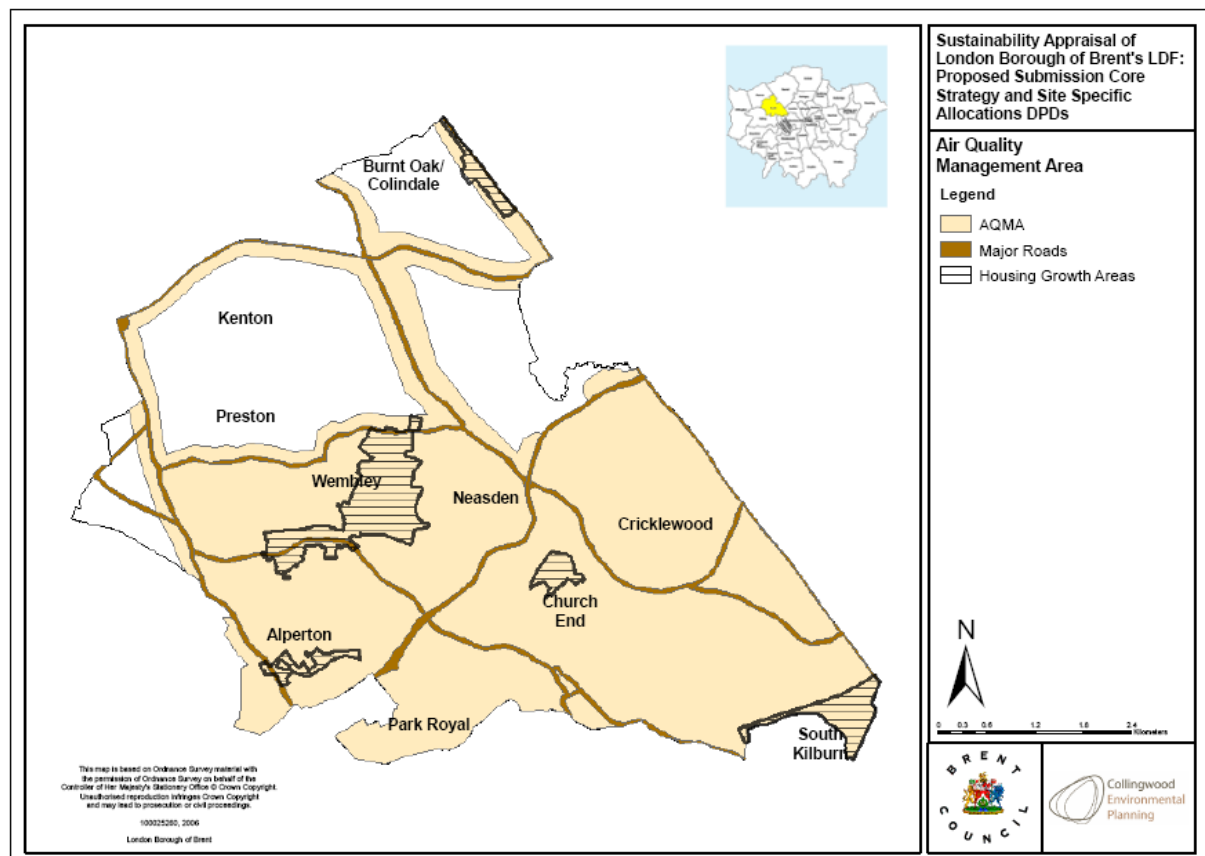 Sustainability Appraisal of
London Borough of Brent's LDF:
Proposed Submission Core
Strategy and Site Specific
Allocations DPDs
Air Quality
Management Area
Legend
AQMA
Major Roads
Housing Growth Areas
Burnt Oak/
Colindale
Kenton
Preston
Wembley
Neasden
Cricklewood
Church
End
Alperton
Park Royal
South
Kilburn
N
0 0.3 0.6 1.2 1.8 2.4
Kilometers
This map is based on Ordnance Survey material with
the permission of Ordnance Survey on behalf of the
Controller of Her Majesty's Stationery Office © Crown Copyright.
Unauthorised reproduction infringes Crown Copyright
and may lead to prosecution or civil proceedings.
100025260, 2006
London Borough of Brent
BRENT
COUNCIL
Collingwood
Environmental
Planning